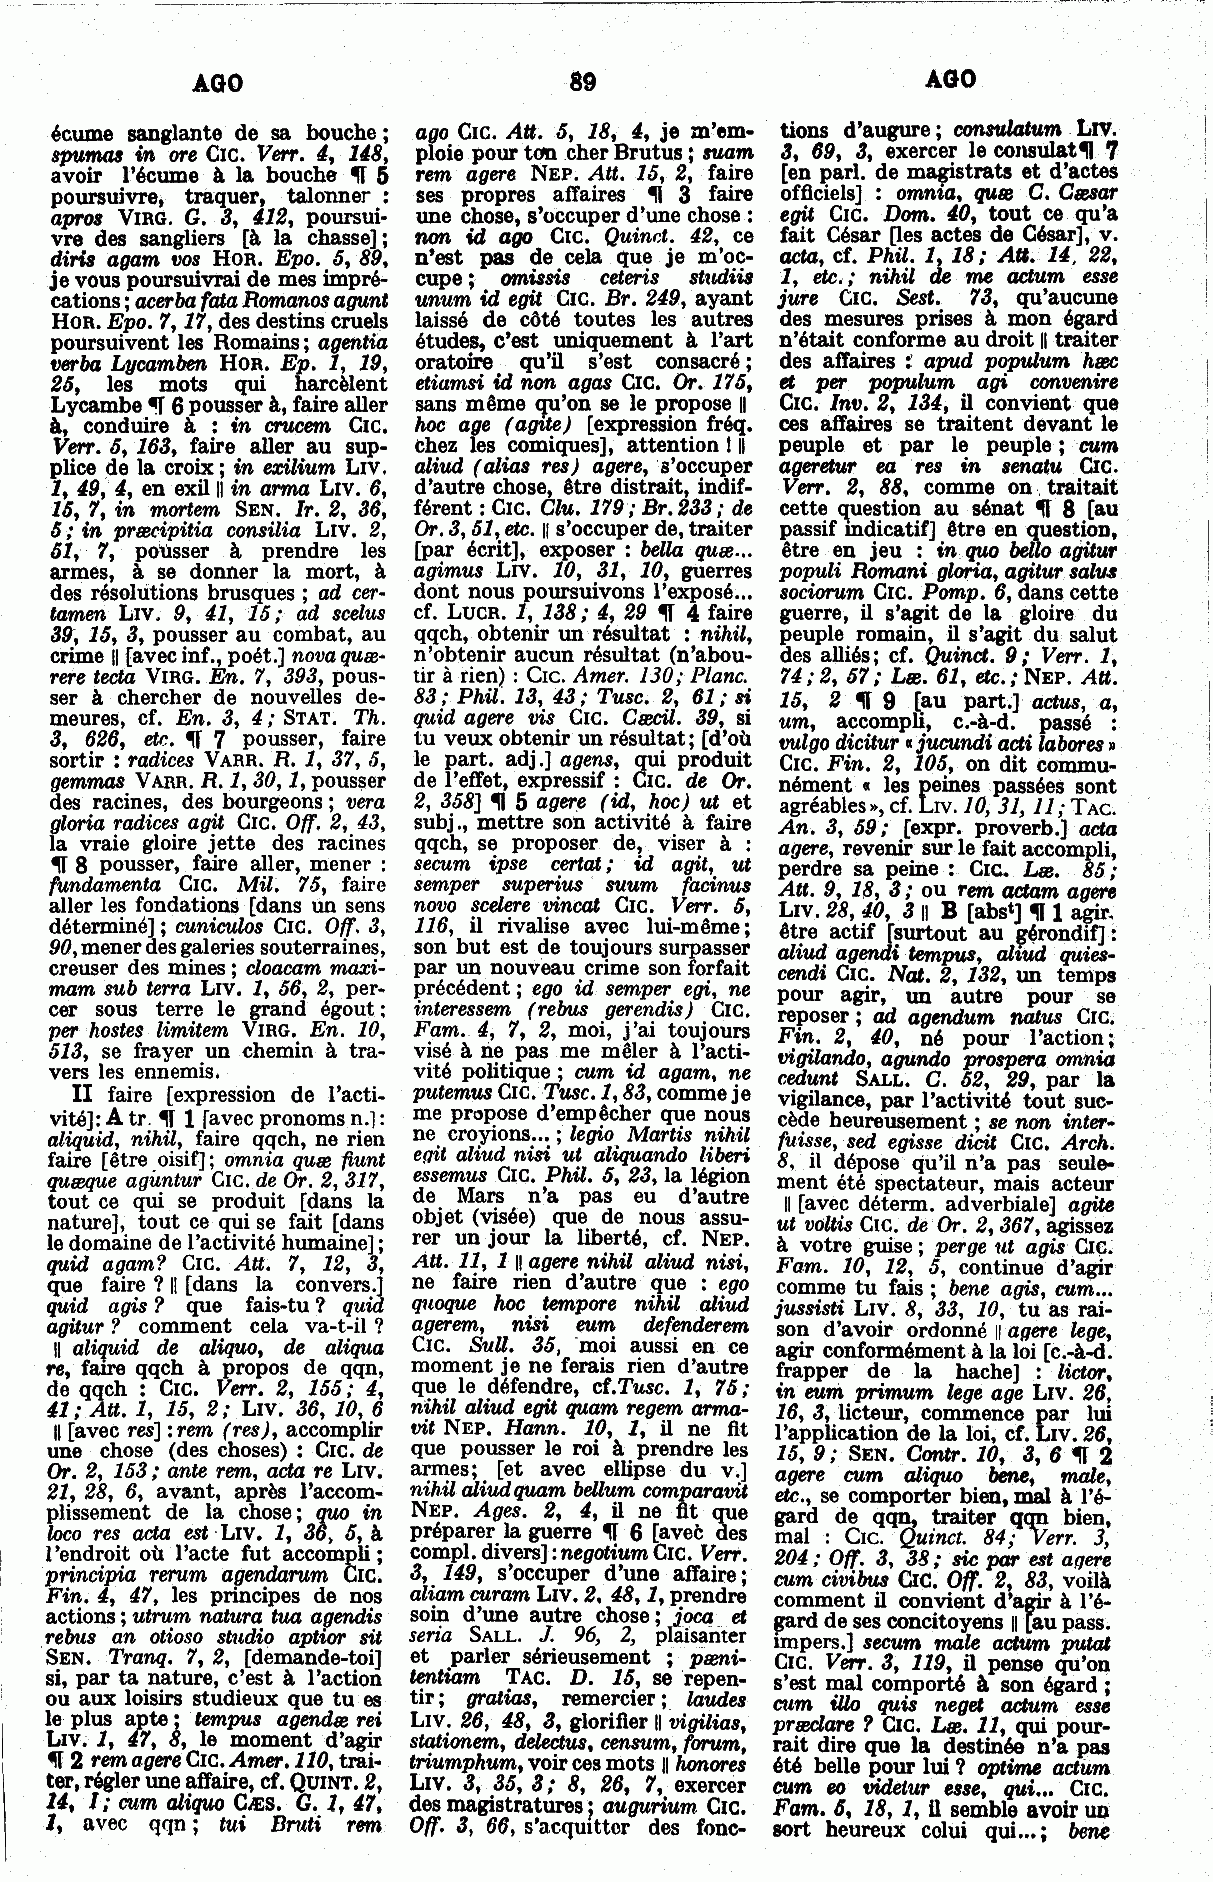 AGO
89
AGO
écume sanglante de sa bouche ;
spumas in ore CIC. Verr. 4, 148,
avoir l'écume à la bouche ¶ 5
poursuivre, traquer, talonner :
apros VIRG. G. 3, 412, poursui-
vre des sangliers [à la chasse] ;
diris agam vos HOR. Epo. 5, 89,
je vous poursuivrai de mes impré-
cations ; acerba fata Romanos agunt
HOR. Epo. 7, 17, des destins cruels
poursuivent les Romains ; agentia
verba Lycamben HOR. Ep. 1, 19,
25, les mots qui harcèlent
Lycambe ¶ 6 pousser à, faire aller
à, conduire à : in crucem CIC.
Verr. 5, 163, faire aller au sup-
plice de la croix ; in exilium LIV.
1, 49, 4, en exil || in arma LIV. 6,
15, 7, in mortem SEN. Ir. 2, 36,
5 ; in præcipitia consilia LIV. 2,
51, 7, pousser à prendre les
armes, à se donner la mort, à
des résolutions brusques ; ad cer-
tamen LIV. 9, 41, 15 ; ad scelus
39, 15, 3, pousser au combat, au
crime || [avec inf., poét.] nova quæ-
rere tecta VIRG. En. 7, 393, pous-
ser à chercher de nouvelles de-
meures, cf. En. 3, 4 ; STAT. Th.
3, 626, etc. ¶ 7 pousser, faire
sortir : radices VARR. R. 1, 37, 5,
gemmas VARR. R. 1, 30, 1, pousser
des racines, des bourgeons ; vera
gloria radices agit CIC. Off. 2, 43,
la vraie gloire jette des racines
¶ 8 pousser, faire aller, mener :
fundamenta CIC. Mil. 75, faire
aller les fondations [dans un sens
déterminé] ; cuniculos CIC. Off. 3,
90, mener des galeries souterraines,
creuser des mines ; cloacam maxi-
mam sub terra LIV. 1, 56, 2, per-
cer sous terre le grand égout ;
per hostes limitem VIRG. En. 10,
513, se frayer un chemin à tra-
vers les ennemis.
II faire [expression de l'acti-
vité] : A tr. ¶ 1 [avec pronoms n.] :
aliquid, nihil, faire qqch, ne rien
faire [être oisif] ; omnia quæ fiunt
quæque aguntur CIC. de Or. 2, 317,
tout ce qui se produit [dans la
nature], tout ce qui se fait [dans
le domaine de l'activité humaine] ;
quid agam? CIC. Att. 7, 12, 3,
que faire ? || [dans la convers.]
quid agis ? que fais-tu ? quid
agitur ? comment cela va-t-il ?
|| aliquid de aliquo, de aliqua
re, faire qqch à propos de qqn,
de qqch : CIC. Verr. 2, 155 ; 4,
41 ; Att. 1, 15, 2 ; LIV. 36, 10, 6
|| [avec res] : rem (res), accomplir
une chose (des choses) : CIC. de
Or. 2, 153 ; ante rem, acta re LIV.
21, 28, 6, avant, après l'accom-
plissement de la chose ; quo in
loco res acta est LIV. 1, 36, 5, à
l'endroit où l'acte fut accompli ;
principia rerum agendarum CIC.
Fin. 4, 47, les principes de nos
actions ; utrum natura tua agendis
rebus an otioso studio aptior sit
SEN. Tranq. 7, 2, [demande-toi]
si, par ta nature, c'est à l'action
ou aux loisirs studieux que tu es
le plus apte ; tempus agendæ rei
LIV. 1, 47, 8, le moment d'agir
¶ 2 rem agere CIC. Amer. 110, trai-
ter, régler une affaire, cf. QUINT. 2,
14, 1 ; cum aliquo CÆS. G. 1, 47,
1, avec qqn ; tui Bruti rem
ago CIC. Att. 5, 18, 4, je m'em-
ploie pour ton cher Brutus ; suam
rem agere NEP. Att. 15, 2, faire
ses propres affaires ¶ 3 faire
une chose, s'occuper d'une chose :
non id ago CIC. Quinct. 42, ce
n'est pas de cela que je m'oc-
cupe ; omissis ceteris studiis
unum id egit CIC. Br. 249, ayant
laissé de côté toutes les autres
études, c'est uniquement à l'art
oratoire qu'il s'est consacré ;
etiamsi id non agas CIC. Or. 175,
sans même qu'on se le propose ||
hoc age (agite) [expression fréq.
chez les comiques], attention ! ||
aliud (alias res) agere, s'occuper
d'autre chose, être distrait, indif-
férent : CIC. Clu. 179 ; Br. 233 ; de
Or. 3, 51, etc. || s'occuper de, traiter
[par écrit], exposer : bella quæ...
agimus LIV. 10, 31, 10, guerres
dont nous poursuivons l'exposé...
cf. LUCR. 1, 138 ; 4, 29 ¶ 4 faire
qqch, obtenir un résultat : nihil,
n'obtenir aucun résultat (n'abou-
tir à rien) : CIC. Amer. 130 ; Planc.
83 ; Phil. 13, 43 ; Tusc. 2, 61 ; si
quid agere vis CIC. Cæcil. 39, si
tu veux obtenir un résultat ; [d'où
le part. adj.] agens, qui produit
de l'effet, expressif : CIC. de Or.
2, 358] ¶ 5 agere (id, hoc) ut et
subj., mettre son activité à faire
qqch, se proposer de, viser à :
secum ipse certat ; id agit, ut
semper superius suum facinus
novo scelere vincat CIC. Verr. 5,
116, il rivalise avec lui-même ;
son but est de toujours surpasser
par un nouveau crime son forfait
précédent ; ego id semper egi, ne
interessem (rebus gerendis) CIC.
Fam. 4, 7, 2, moi, j'ai toujours
visé à ne pas me mêler à l'acti-
vité politique ; cum id agam, ne
putemus CIC. Tusc. 1, 83, comme je
me propose d'empêcher que nous
ne croyions... ; legio Martis nihil
egit aliud nisi ut aliquando liberi
essemus CIC. Phil. 5, 23, la légion
de Mars n'a pas eu d'autre
objet (visée) que de nous assu-
rer un jour la liberté, cf. NEP.
Att. 11, 1 || agere nihil aliud nisi,
ne faire rien d'autre que : ego
quoque hoc tempore nihil aliud
agerem, nisi eum defenderem
CIC. Sull. 35, moi aussi en ce
moment je ne ferais rien d'autre
que le défendre, cf. Tusc. 1, 75 ;
nihil aliud egit quam regem arma-
vit NEP. Hann. 10, 1, il ne fit
que pousser le roi à prendre les
armes ; [et avec ellipse du v.]
nihil aliud quam bellum comparavit
NEP. Ages. 2, 4, il ne fit que
préparer la guerre ¶ 6 [avec des
compl. divers] : negotium CIC. Verr.
3, 149, s'occuper d'une affaire ;
aliam curam LIV. 2, 48, 1, prendre
soin d'une autre chose ; joca et
seria SALL. J. 96, 2, plaisanter
et parler sérieusement ; pæni-
tentiam TAC. D. 15, se repen-
tir ; gratias, remercier ; laudes
LIV. 26, 48, 3, glorifier || vigilias,
stationem, delectus, censum, forum,
triumphum, voir ces mots || honores
LIV. 3, 35, 3 ; 8, 26, 7, exercer
des magistratures ; augurium CIC.
Off. 3, 66, s'acquitter des fonc-
tions d'augure ; consulatum LIV.
3, 69, 3, exercer le consulat ¶ 7
[en parl. de magistrats et d'actes
officiels] : omnia, quæ C. Cæsar
egit CIC. Dom. 40, tout ce qu'a
fait César [les actes de César], v.
acta, cf. Phil. 1, 18 ; Att. 14, 22,
1, etc. ; nihil de me actum esse
jure CIC. Sest. 73, qu'aucune
des mesures prises à mon égard
n'était conforme au droit || traiter
des affaires : apud populum hæc
et per populum agi convenire
CIC. Inv. 2, 134, il convient que
ces affaires se traitent devant le
peuple et par le peuple ; cum
ageretur ea res in senatu CIC.
Verr. 2, 88, comme on traitait
cette question au sénat ¶ 8 [au
passif indicatif] être en question,
être en jeu : in quo bello agitur
populi Romani gloria, agitur salus
sociorum CIC. Pomp. 6, dans cette
guerre, il s'agit de la gloire du
peuple romain, il s'agit du salut
des alliés ; cf. Quinct. 9 ; Verr. 1,
74 ; 2, 57 ; Læ. 61, etc. ; NEP. Att.
15, 2 ¶ 9 [au part.] actus, a,
um, accompli, c.-à-d. passé :
vulgo dicitur « jucundi acti labores »
CIC. Fin. 2, 105, on dit commu-
nément « les peines passées sont
agréables », cf. LIV. 10, 31, 11 ; TAC.
An. 3, 59 ; [expr. proverb.] acta
agere, revenir sur le fait accompli,
perdre sa peine : CIC. Læ. 85 ;
Att. 9, 18, 3 ; ou rem actam agere
LIV. 28, 40, 3 || B [abst] ¶ 1 agir,
être actif [surtout au gérondif] :
aliud agendi tempus, aliud quies-
cendi CIC. Nat. 2, 132, un temps
pour agir, un autre pour se
reposer ; ad agendum natus CIC.
Fin. 2, 40, né pour l'action ;
vigilando, agundo prospera omnia
cedunt SALL. C. 52, 29, par la
vigilance, par l'activité tout suc-
cède heureusement ; se non inter-
fuisse, sed egisse dicit CIC. Arch.
8, il dépose qu'il n'a pas seule-
ment été spectateur, mais acteur
|| [avec déterm. adverbiale] agite
ut voltis CIC. de Or. 2, 367, agissez
à votre guise ; perge ut agis CIC.
Fam. 10, 12, 5, continue d'agir
comme tu fais ; bene agis, cum...
jussisti LIV. 8, 33, 10, tu as rai-
son d'avoir ordonné || agere lege,
agir conformément à la loi [c.-à-d.
frapper de la hache] : lictor,
in eum primum lege age LIV. 26,
16, 3, licteur, commence par lui
l'application de la loi, cf. LIV. 26,
15, 9 ; SEN. Contr. 10, 3, 6 ¶ 2
agere cum aliquo bene, male,
etc., se comporter bien, mal à l'é-
gard de qqn, traiter qqn bien,
mal : CIC. Quinct. 84 ; Verr. 3,
204 ; Off. 3, 38 ; sic par est agere
cum civibus CIC. Off. 2, 83, voilà
comment il convient d'agir à l'é-
gard de ses concitoyens || [au pass.
impers.] secum male actum putat
CIC. Verr. 3, 119, il pense qu'on
s'est mal comporté à son égard ;
cum illo quis neget actum esse
præclare ? CIC. Læ. 11, qui pour-
rait dire que la destinée n'a pas
été belle pour lui ? optime actum
cum eo videtur esse, qui... CIC.
Fam. 5, 18, 1, il semble avoir un
sort heureux celui qui... ; bene